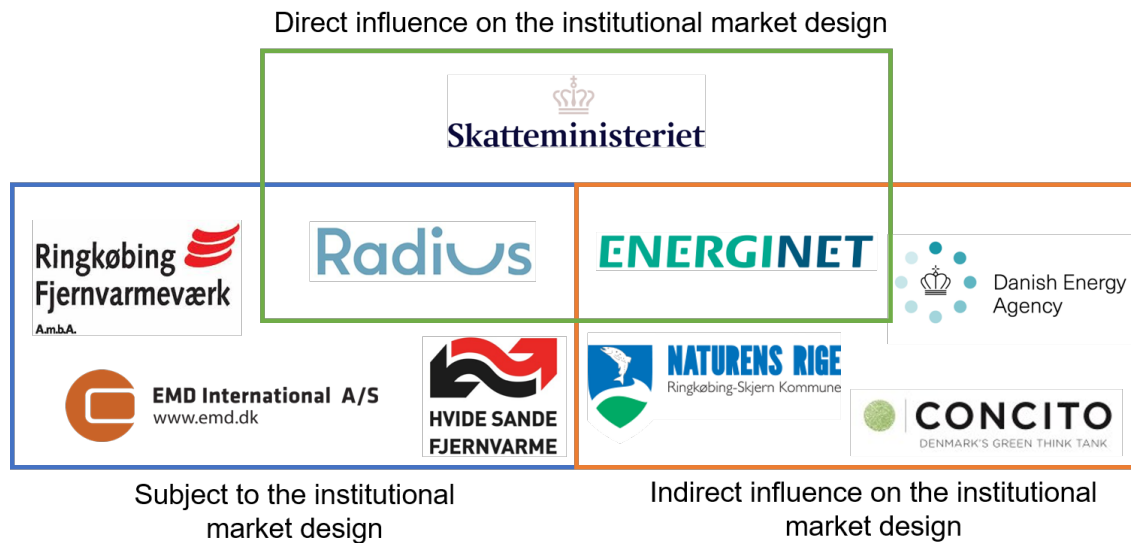 Direct influence on the institutional market design
Skatteministeriet
Ringkøbing
Fjernvarmeværk
A.m.b.A.
Radius
ENERGINET
Danish Energy
Agency
EMD International A/S
www.emd.dk
HVIDE SANDE
FJERNVARME
NATURENS RIGE
Ringkøbing-Skjern Kommune
CONCITO
DENMARK'S GREEN THINK TANK
Subject to the institutional
market design
Indirect influence on the institutional
market design